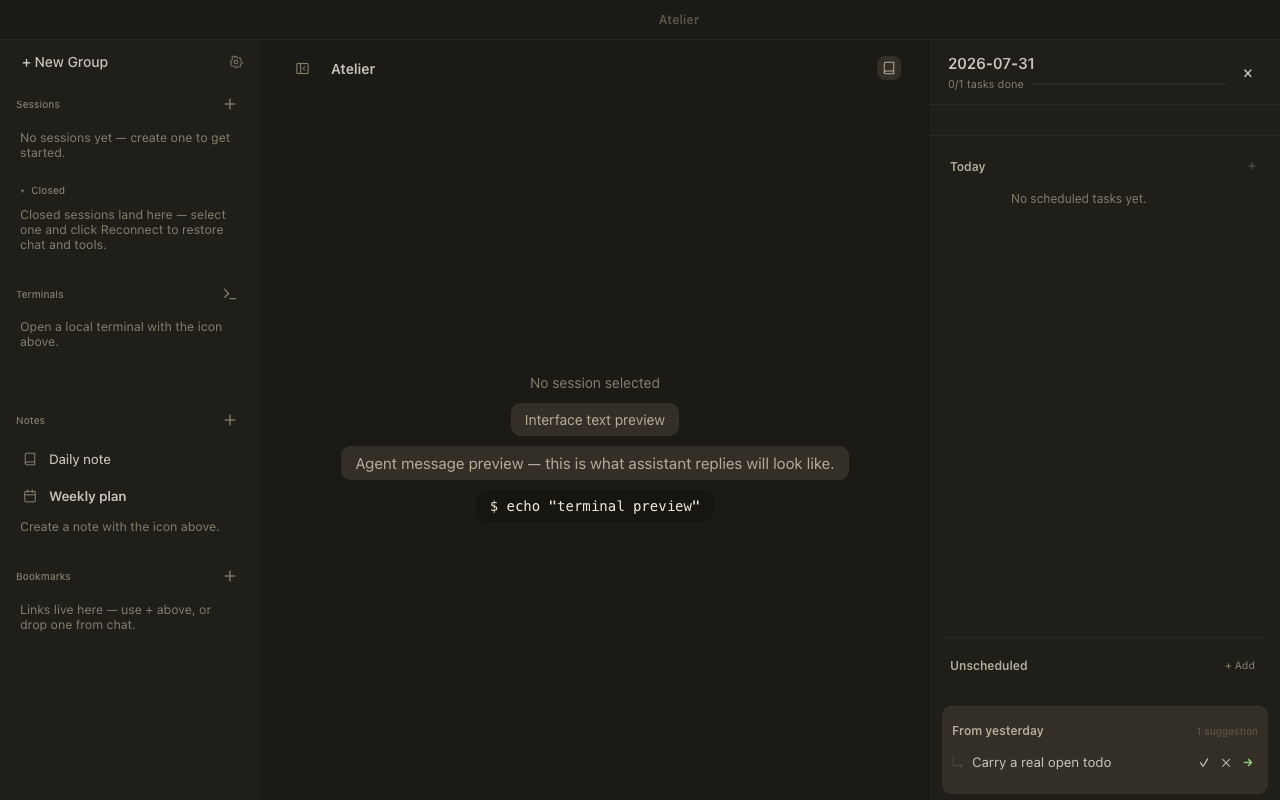 Atelier
+ New Group
Sessions
No sessions yet — create one to get
started.
Closed
Closed sessions land here — select
one and click Reconnect to restore
chat and tools.
Terminals
Open a local terminal with the icon
above.
Notes
Daily note
Weekly plan
Create a note with the icon above.
Bookmarks
Links live here — use + above, or
drop one from chat.
Atelier
No session selected
Interface text preview
Agent message preview — this is what assistant replies will look like.
$ echo "terminal preview"
2026-07-31
0/1 tasks done
Today
No scheduled tasks yet.
Unscheduled
+ Add
From yesterday
1 suggestion
Carry a real open todo